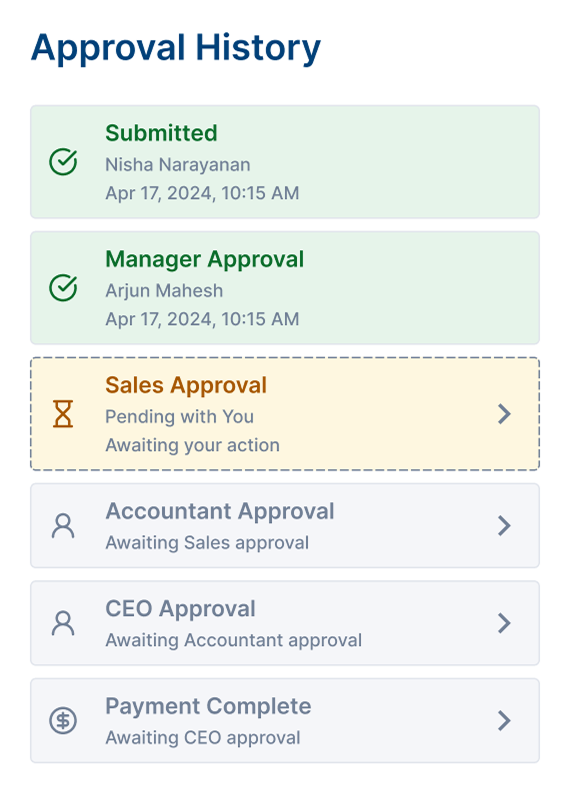 Approval History
Submitted
Nisha Narayanan
Apr 17, 2024, 10:15 AM
Manager Approval
Arjun Mahesh
Apr 17, 2024, 10:15 AM
Sales Approval
Pending with You
Awaiting your action
Accountant Approval
Awaiting Sales approval
CEO Approval
Awaiting Accountant approval
Payment Complete
Awaiting CEO approval